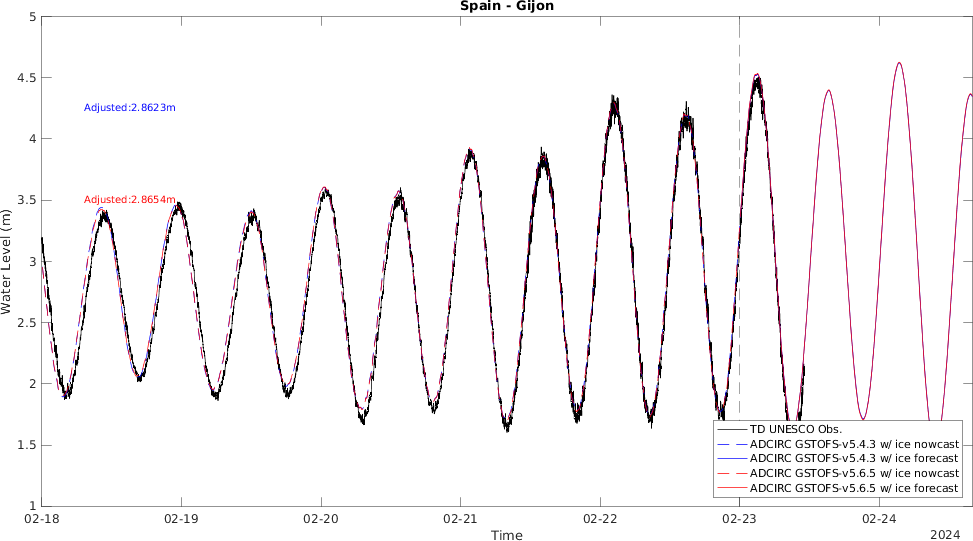 Spain - Gijon
5
4.5
4
3.5
3
2.5
2
1.5
1
Water Level (m)
Adjusted:2.8623m
Adjusted:2.8654m
TD UNESCO Obs.
ADCIRC GSTOFS-v5.4.3 w/ ice nowcast
ADCIRC GSTOFS-v5.4.3 w/ ice forecast
ADCIRC GSTOFS-v5.6.5 w/ ice nowcast
ADCIRC GSTOFS-v5.6.5 w/ ice forecast
02-18 02-19 02-20 02-21 02-22 02-23 02-24
Time
2024